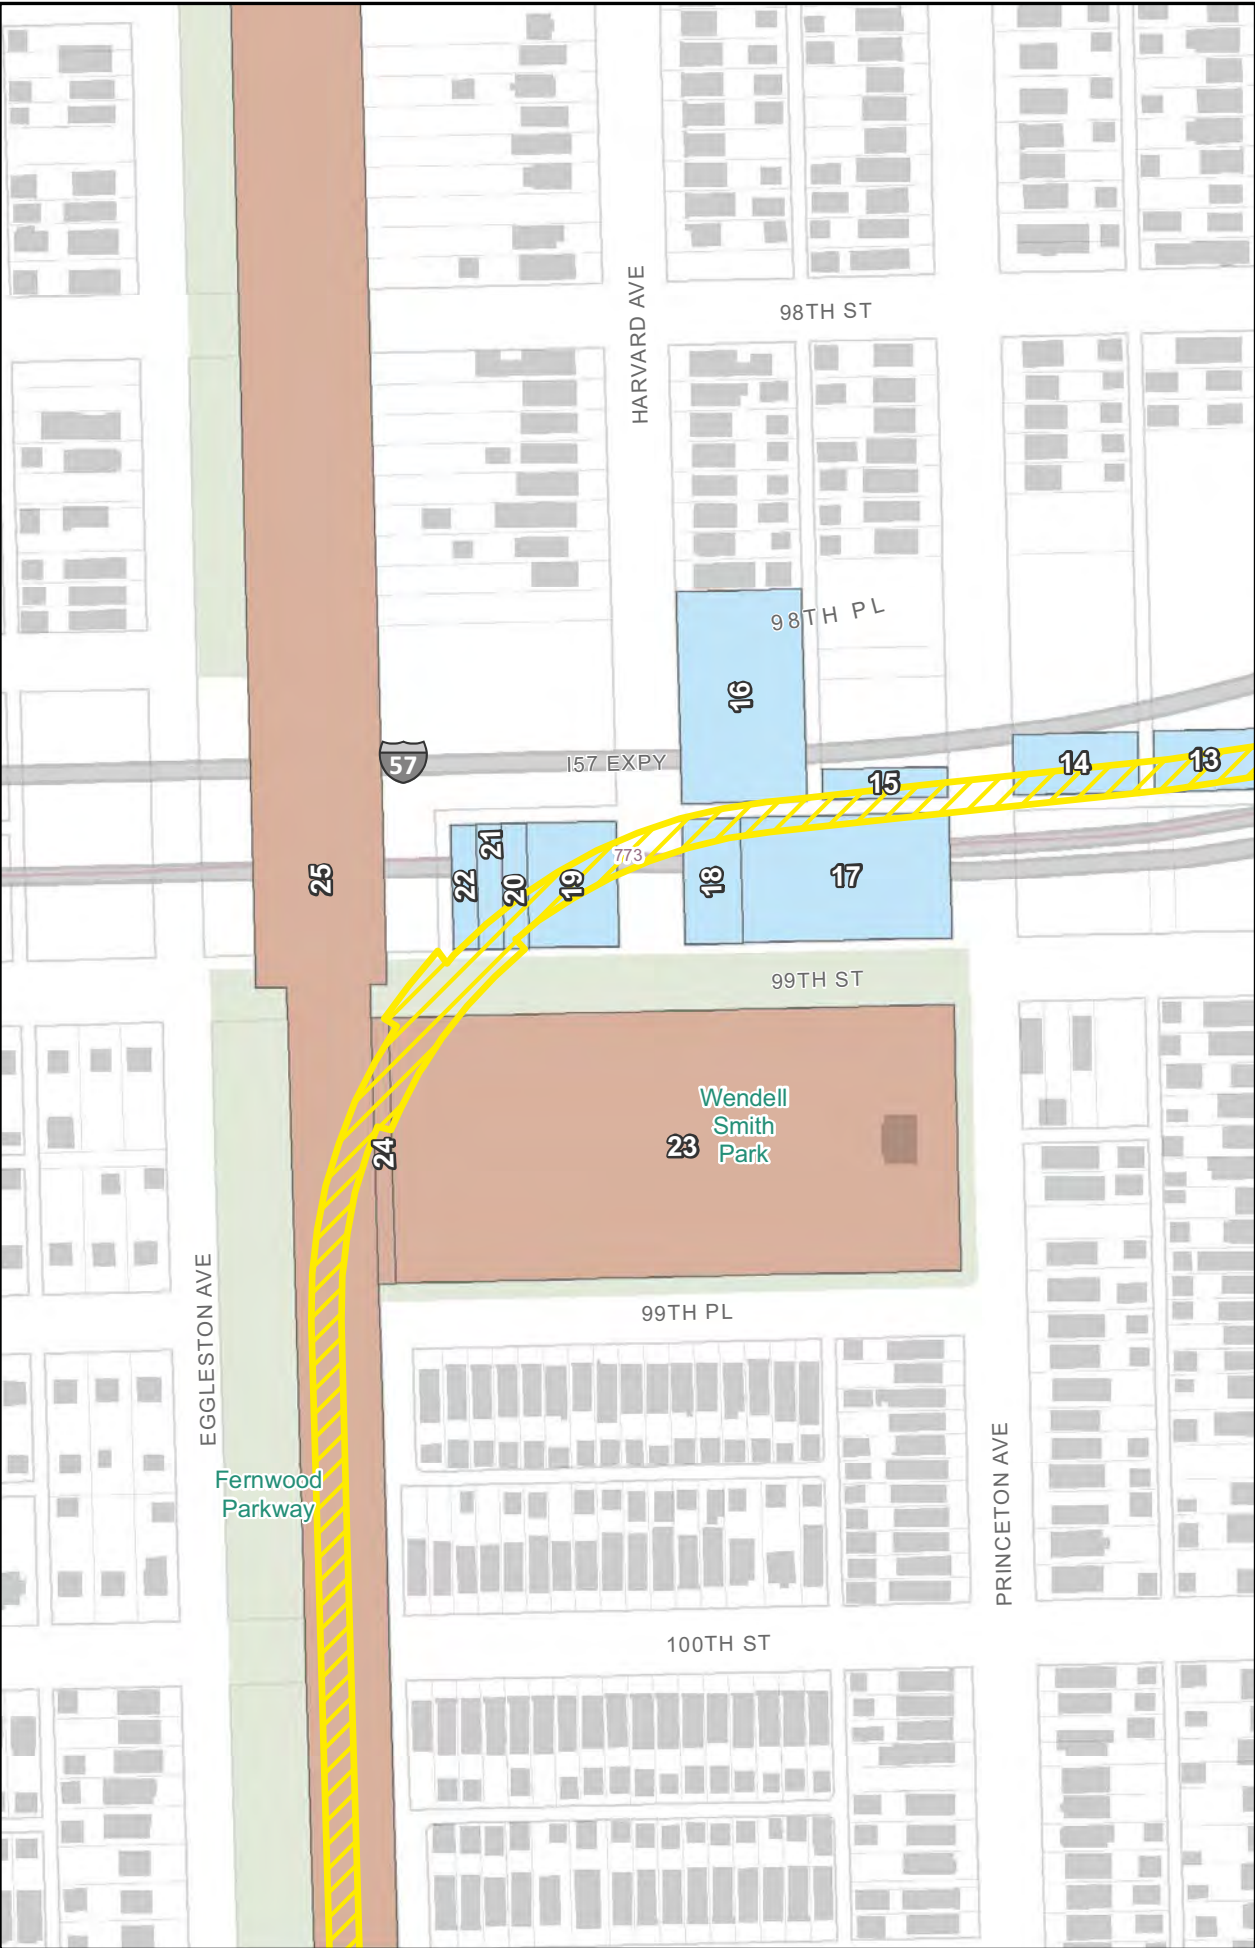 HARVARD AVE
98TH ST
98TH PL
16
57
I57 EXPY
15
14
13
25
22
21
20
19
773
18
17
99TH ST
24
23
Wendell
Smith
Park
EGGLESTON AVE
99TH PL
Fernwood
Parkway
PRINCETON AVE
100TH ST